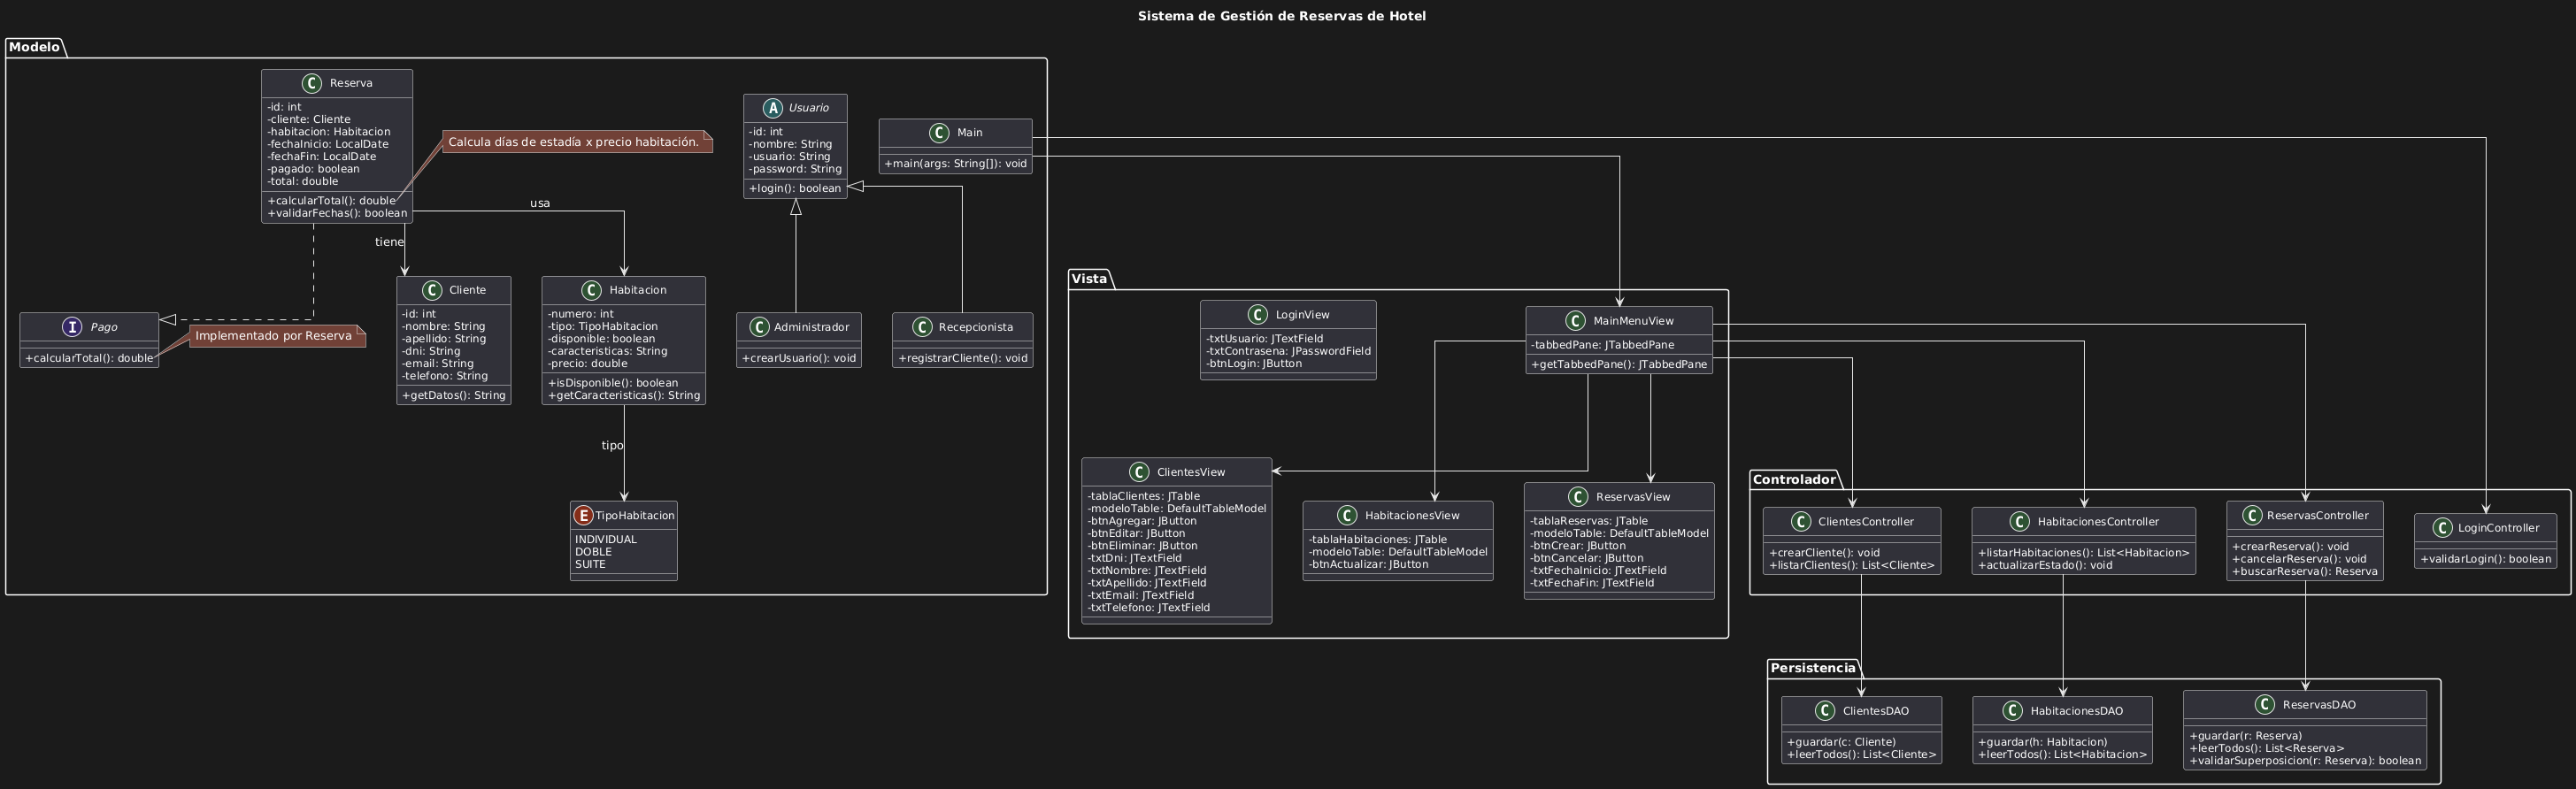 Sistema de Gestión de Reservas de Hotel
Modelo
C Reserva
-id: int
-cliente: Cliente
-habitacion: Habitacion
-fechaInicio: LocalDate
-fechaFin: LocalDate
-pagado: boolean
-total: double
+calcularTotal(): double
+validarFechas(): boolean
Calcula días de estadía x precio habitación.
A Usuario
-id: int
-nombre: String
-usuario: String
-password: String
+login(): boolean
C Main
+main(args: String[]): void
usa
tiene
I Pago
+calcularTotal(): double
Implementado por Reserva
C Cliente
-id: int
-nombre: String
-apellido: String
-dni: String
-email: String
-telefono: String
+getDatos(): String
C Habitacion
-numero: int
-tipo: TipoHabitacion
-disponible: boolean
-caracteristicas: String
-precio: double
+isDisponible(): boolean
+getCaracteristicas(): String
C Administrador
+crearUsuario(): void
C Recepcionista
+registrarCliente(): void
tipo
E TipoHabitacion
INDIVIDUAL
DOBLE
SUITE
Vista
C LoginView
-txtUsuario: JTextField
-txtContrasena: JPasswordField
-btnLogin: JButton
C MainMenuView
-tabbedPane: JTabbedPane
+getTabbedPane(): JTabbedPane
C ClientesView
-tablaClientes: JTable
-modeloTable: DefaultTableModel
-btnAgregar: JButton
-btnEditar: JButton
-btnEliminar: JButton
-txtDni: JTextField
-txtNombre: JTextField
-txtApellido: JTextField
-txtEmail: JTextField
-txtTelefono: JTextField
C HabitacionesView
-tablaHabitaciones: JTable
-modeloTable: DefaultTableModel
-btnActualizar: JButton
C ReservasView
-tablaReservas: JTable
-modeloTable: DefaultTableModel
-btnCrear: JButton
-btnCancelar: JButton
-txtFechaInicio: JTextField
-txtFechaFin: JTextField
Controlador
C ClientesController
+crearCliente(): void
+listarClientes(): List<Cliente>
C HabitacionesController
+listarHabitaciones(): List<Habitacion>
+actualizarEstado(): void
C ReservasController
+crearReserva(): void
+cancelarReserva(): void
+buscarReserva(): Reserva
C LoginController
+validarLogin(): boolean
Persistencia
C ClientesDAO
+guardar(c: Cliente)
+leerTodos(): List<Cliente>
C HabitacionesDAO
+guardar(h: Habitacion)
+leerTodos(): List<Habitacion>
C ReservasDAO
+guardar(r: Reserva)
+leerTodos(): List<Reserva>
+validarSuperposicion(r: Reserva): boolean